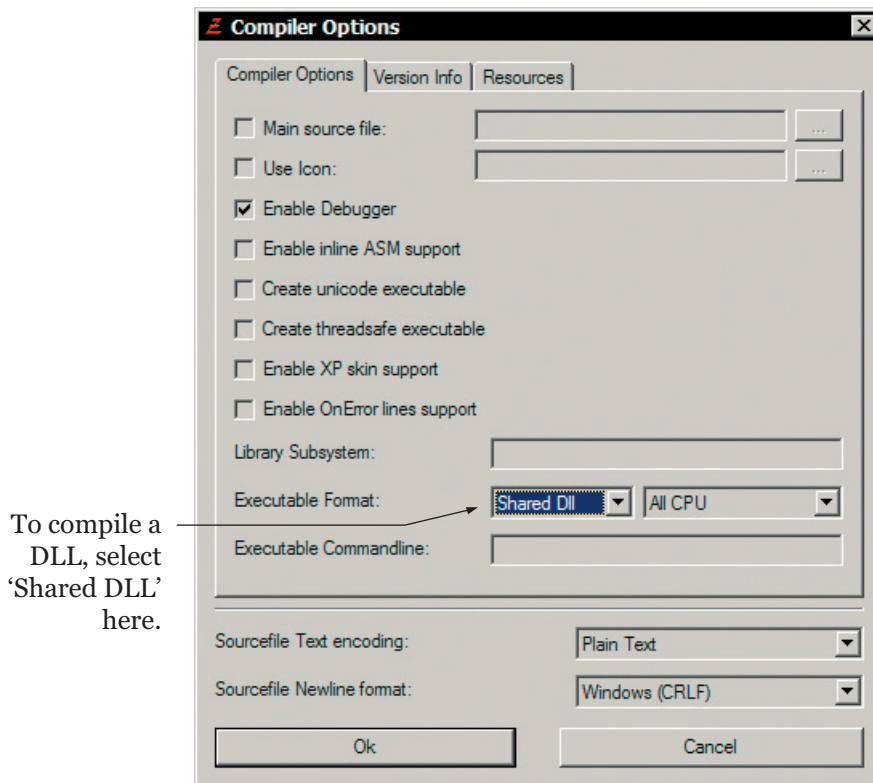 Compiler Options
Compiler Options Version Info Resources
Main source file: ...
Use Icon: ...
Enable Debugger
Enable inline ASM support
Create unicode executable
Create threadsafe executable
Enable XP skin support
Enable OnError lines support
Library Subsystem:
Executable Format: Shared Dll All CPU
Executable Commandline:
To compile a
DLL, select
‘Shared DLL’
here.
Sourcefile Text encoding: Plain Text
Sourcefile Newline format: Windows (CRLF)
Ok Cancel